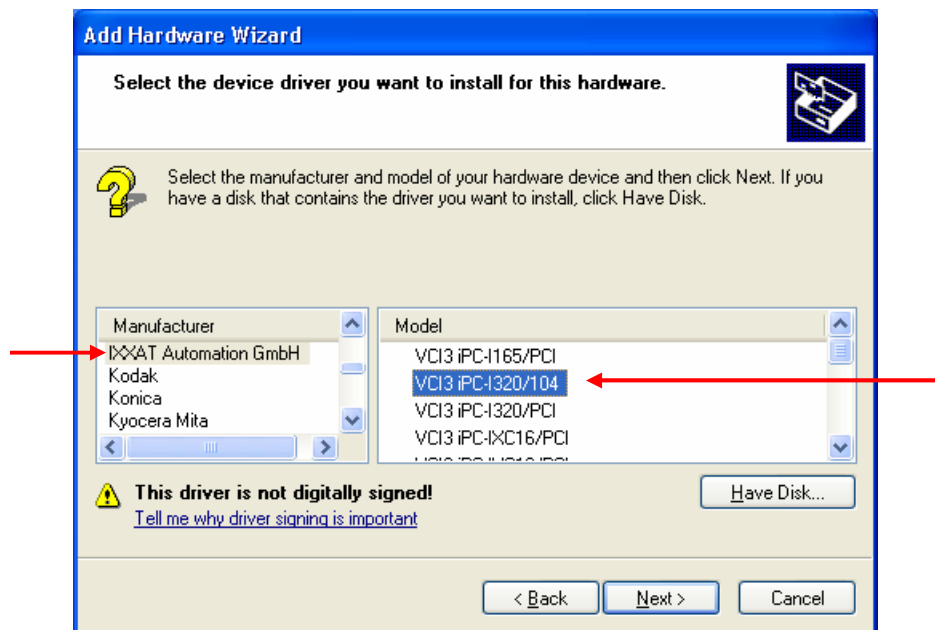 Add Hardware Wizard
Select the device driver you want to install for this hardware.
Select the manufacturer and model of your hardware device and then click Next. If you
have a disk that contains the driver you want to install, click Have Disk.
Manufacturer
IXXAT Automation GmbH
Kodak
Konica
Kyocera Mita
Model
VCI3 iPC-I165/PCI
VCI3 iPC-I320/104
VCI3 iPC-I320/PCI
VCI3 iPC-IXC16/PCI
This driver is not digitally signed!
Have Disk...
Tell me why driver signing is important
< Back
Next >
Cancel